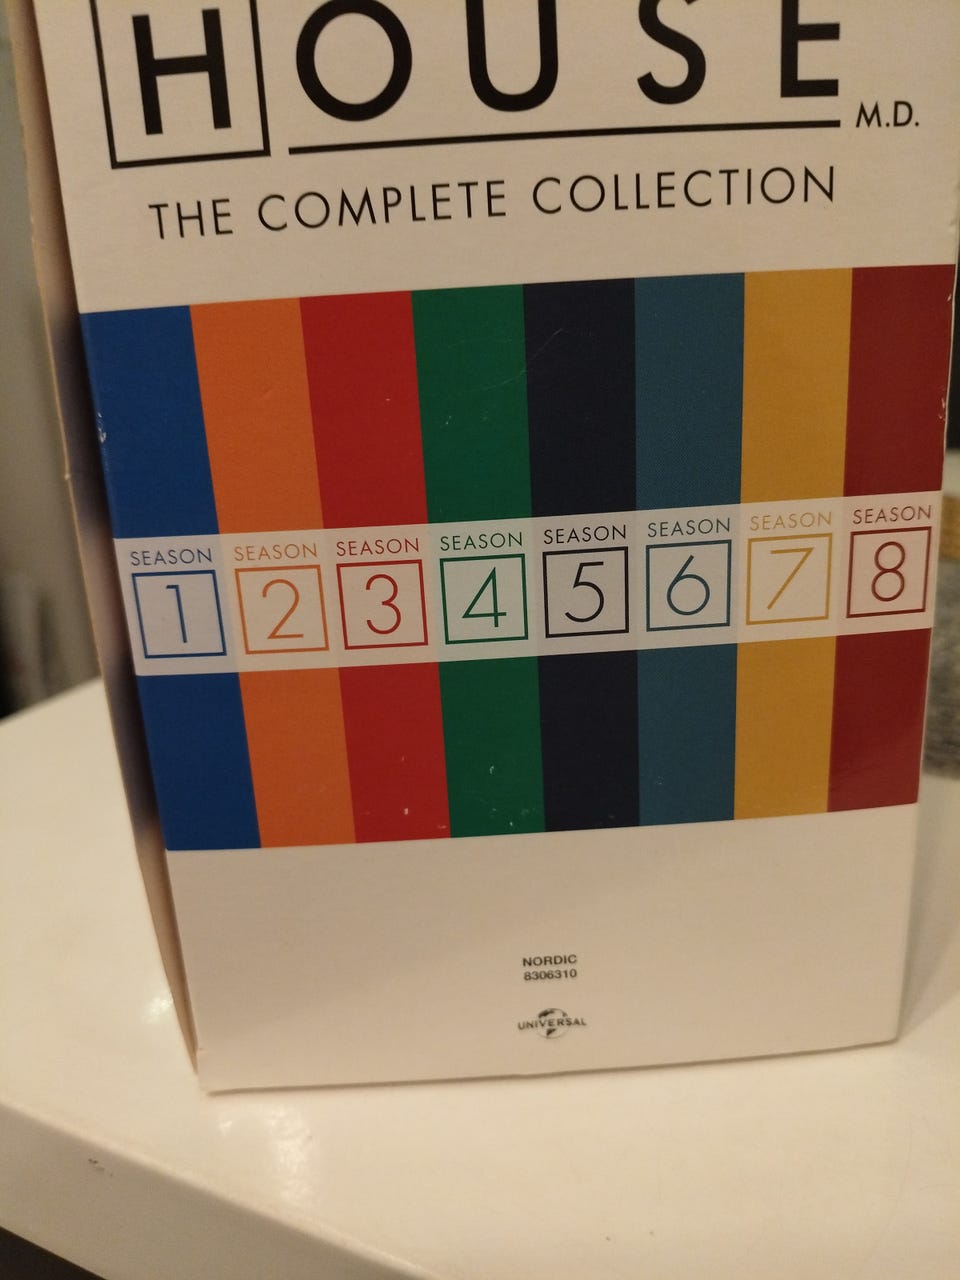 HOUSE M.D.
THE COMPLETE COLLECTION
SEASON SEASON SEASON SEASON SEASON SEASON SEASON SEASON
1 2 3 4 5 6 7 8
NORDIC
8306310
UNIVERSAL